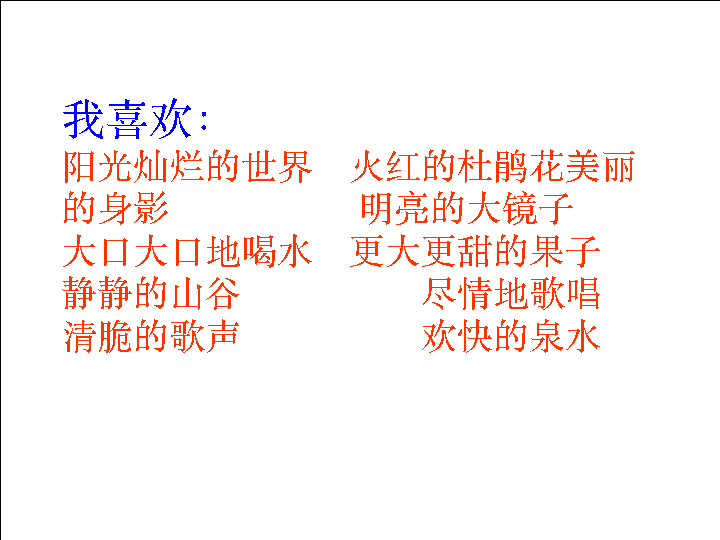 我喜欢：
阳光灿烂的世界 火红的杜鹃花美丽
的身影 明亮的大镜子
大口大口地喝水 更大更甜的果子
静静的山谷 尽情地歌唱
清脆的歌声 欢快的泉水